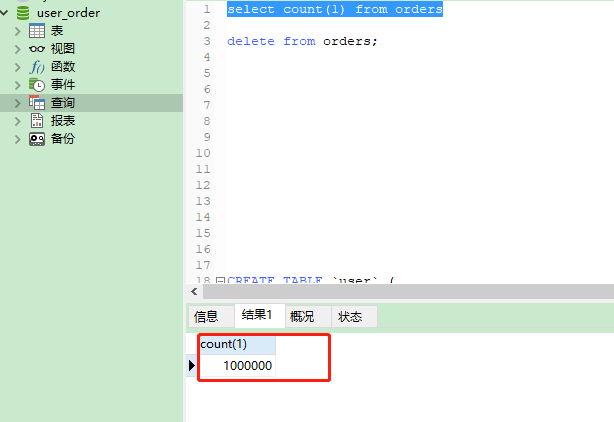 user_order
表
视图
f() 函数
事件
查询
报表
备份
1 select count(1) from orders
2
3 delete from orders;
4
5
6
7
8
9
10
11
12
13
14
15
16
17
18 CREATE TABLE `user` (
信息 结果1 概况 状态
count(1)
1000000